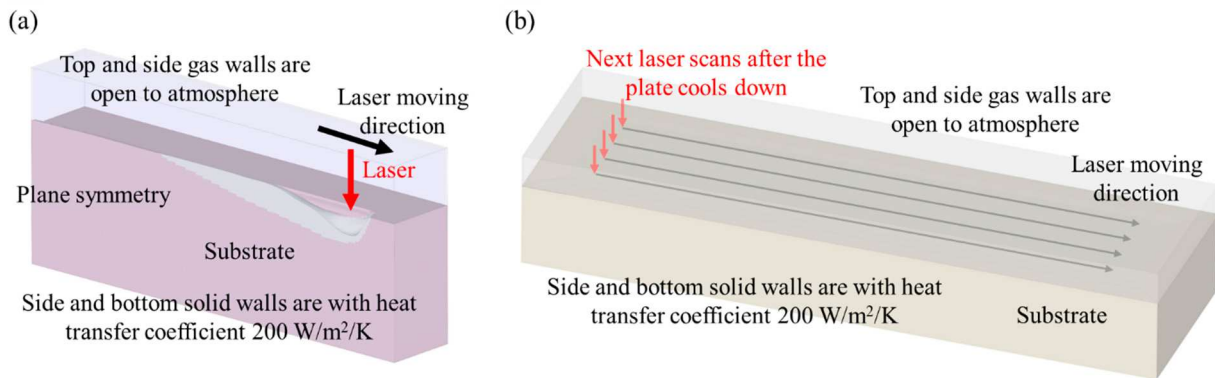 (a)
Top and side gas walls are
open to atmosphere
Laser moving
direction
Laser
Plane symmetry
Substrate
Side and bottom solid walls are with heat
transfer coefficient 200 W/m²/K
(b)
Next laser scans after the
plate cools down
Top and side gas walls are
open to atmosphere
Laser moving
direction
Side and bottom solid walls are with heat
transfer coefficient 200 W/m²/K
Substrate